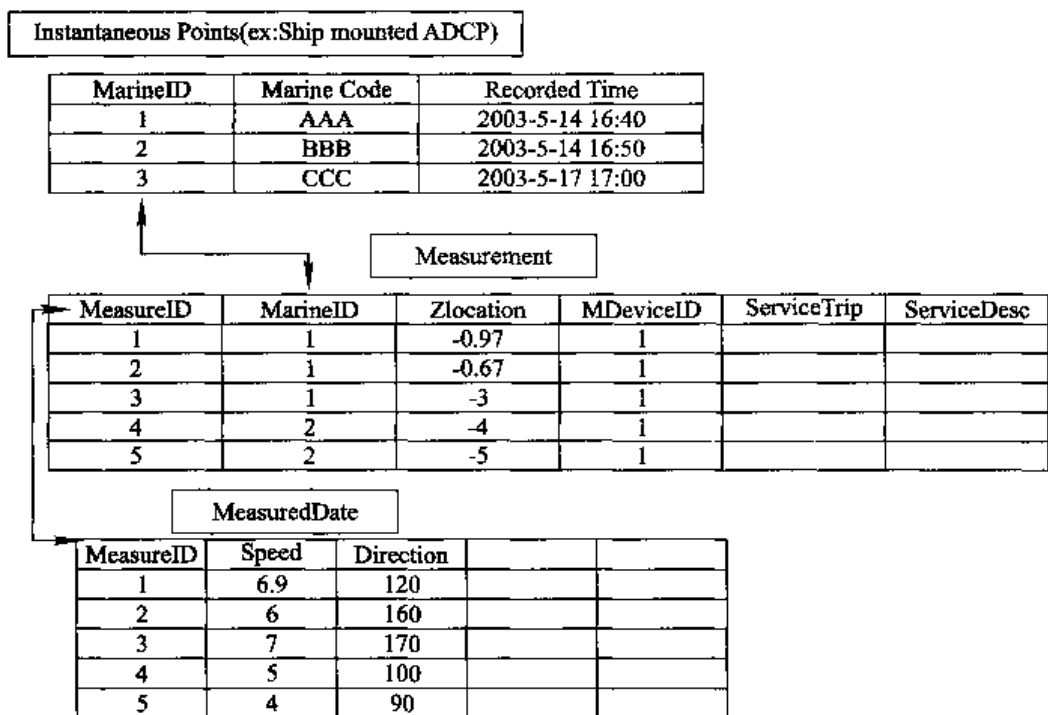 Instantaneous Points(ex:Ship mounted ADCP)
MarineID Marine Code Recorded Time
1 AAA 2003-5-14 16:40
2 BBB 2003-5-14 16:50
3 CCC 2003-5-17 17:00
Measurement
MeasureID MarineID Zlocation MDeviceID ServiceTrip ServiceDesc
1 1 -0.97 1
2 1 -0.67 1
3 1 -3 1
4 2 -4 1
5 2 -5 1
MeasuredDate
MeasureID Speed Direction
1 6.9 120
2 6 160
3 7 170
4 5 100
5 4 90